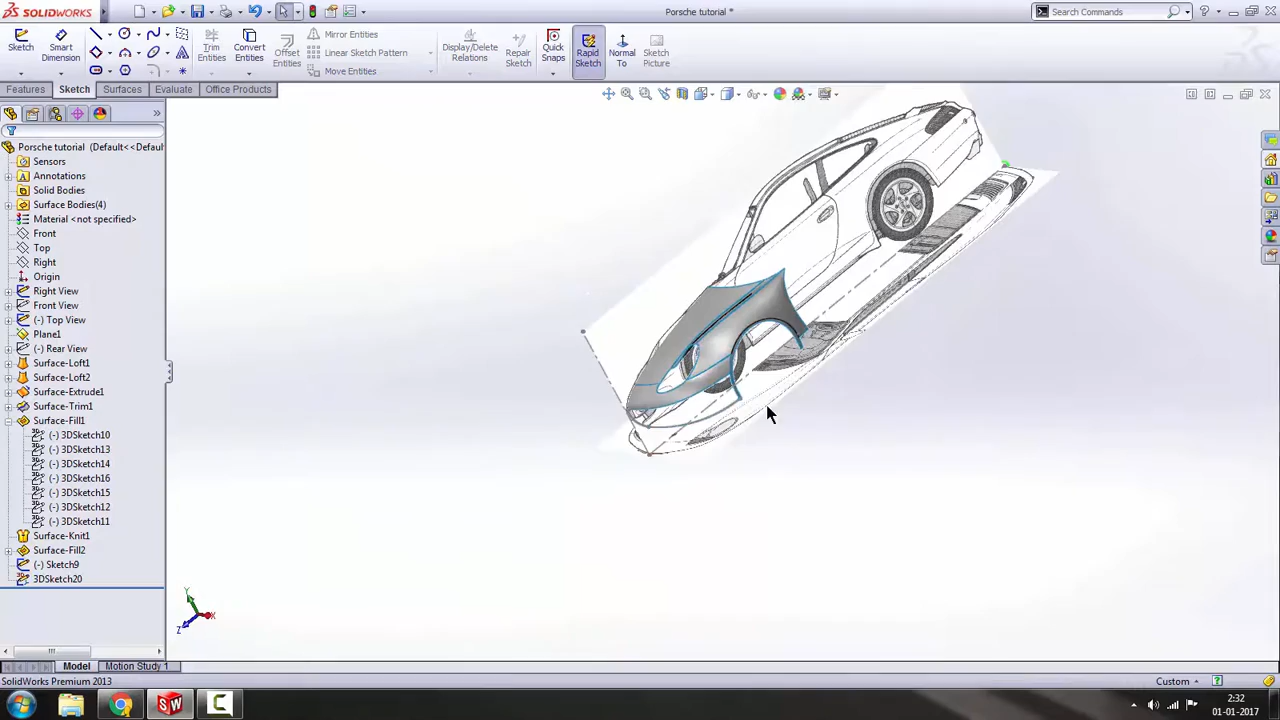 SOLIDWORKS
Porsche tutorial *
Search Commands
Sketch
Smart Dimension
Trim Entities
Convert Entities
Offset Entities
Mirror Entities
Linear Sketch Pattern
Move Entities
Display/Delete Relations
Repair Sketch
Quick Snaps
Rapid Sketch
Normal To
Sketch Picture
Features
Sketch
Surfaces
Evaluate
Office Products
Porsche tutorial (Default<<Defau
Sensors
Annotations
Solid Bodies
Surface Bodies(4)
Material <not specified>
Front
Top
Right
Origin
Right View
Front View
(-) Top View
Plane1
(-) Rear View
Surface-Loft1
Surface-Loft2
Surface-Extrude1
Surface-Trim1
Surface-Fill1
(-) 3DSketch10
(-) 3DSketch13
(-) 3DSketch14
(-) 3DSketch16
(-) 3DSketch15
(-) 3DSketch12
(-) 3DSketch11
Surface-Knit1
Surface-Fill2
(-) Sketch9
3DSketch20
Y
X
Z
Model
Motion Study 1
SolidWorks Premium 2013
Custom
2:32
01-01-2017